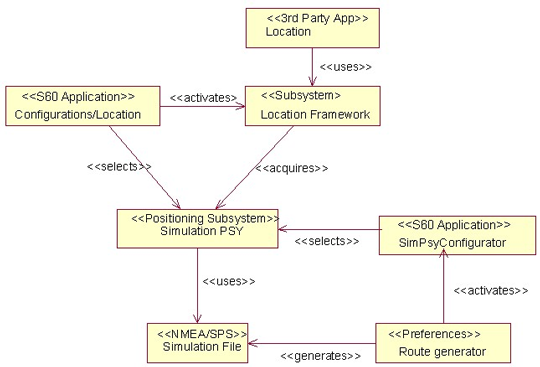 <<3rd Party App>
Location
<<uses>>
<<S60 Application>>
Configurations/Location
<<activates>
<<Subsystem>
Location Framework
<<selects>>
<<acquires>>
<<Positioning Subsystem>>
Simulation PSY
<<selects>>
<<S60 Application>>
SimPsyConfigurator
<<uses>>
<<activates>>
<<NMEA/SPS>>
Simulation File
<<generates>>
<<Preferences>>
Route generator